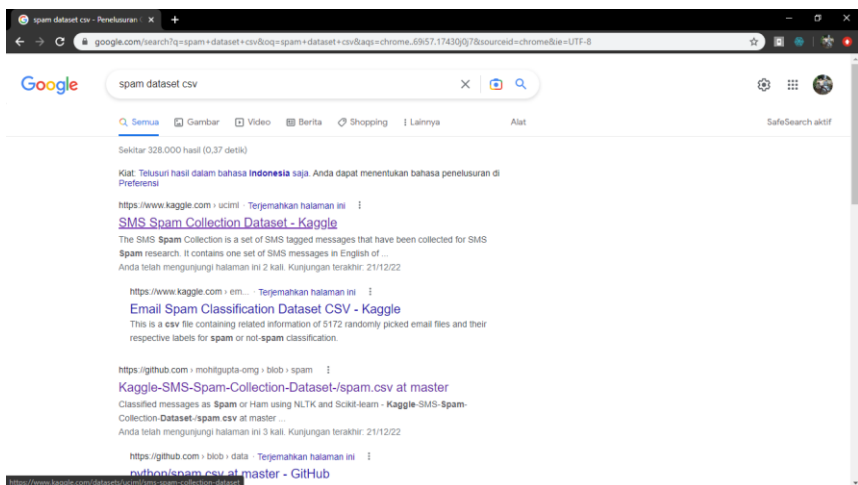 spam dataset csv - Penelusuran
google.com/search?q=spam+dataset+csv&oq=spam+dataset+csv&aqs=chrome..69i57.17430j0j7&sourceid=chrome&ie=UTF-8
Google
spam dataset csv
Semua Gambar Video Berita Shopping Lainnya Alat SafeSearch aktif
Sekitar 328.000 hasil (0,37 detik)
Kiat: Telusuri hasil dalam bahasa Indonesia saja. Anda dapat menentukan bahasa penelusuran di
Preferensi
https://www.kaggle.com › uciml · Terjemahkan halaman ini
SMS Spam Collection Dataset - Kaggle
The SMS Spam Collection is a set of SMS tagged messages that have been collected for SMS
Spam research. It contains one set of SMS messages in English of ...
Anda telah mengunjungi halaman ini 2 kali. Kunjungan terakhir: 21/12/22
https://www.kaggle.com › em... · Terjemahkan halaman ini
Email Spam Classification Dataset CSV - Kaggle
This is a csv file containing related information of 5172 randomly picked email files and their
respective labels for spam or not-spam classification.
https://github.com › mohitgupta-omg › blob › spam
Kaggle-SMS-Spam-Collection-Dataset-/spam.csv at master
Classified messages as Spam or Ham using NLTK and Scikit-learn - Kaggle-SMS-Spam-
Collection-Dataset-/spam.csv at master ...
Anda telah mengunjungi halaman ini 3 kali. Kunjungan terakhir: 21/12/22
https://github.com › blob › data · Terjemahkan halaman ini
python/spam.csv at master - GitHub
https://www.kaggle.com/datasets/uciml/sms-spam-collection-dataset